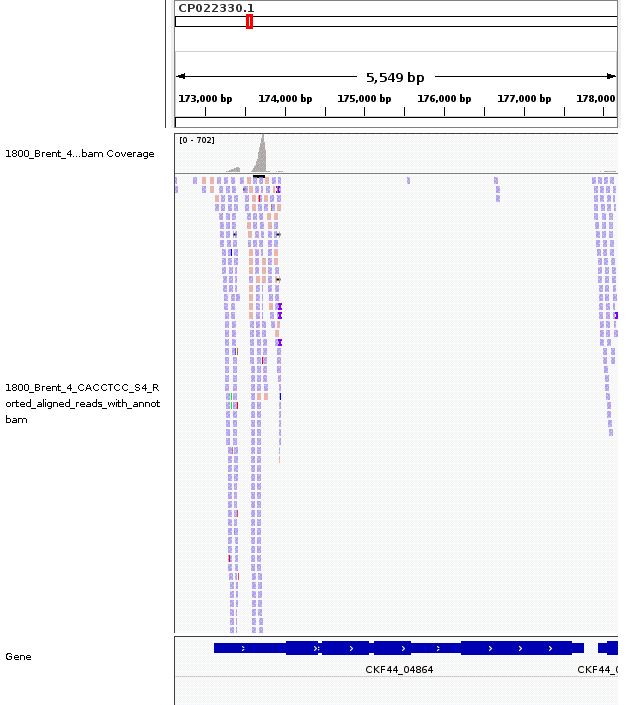 CP022330.1
5,549 bp
173,000 bp 174,000 bp 175,000 bp 176,000 bp 177,000 bp 178,000
[0 - 702]
1800_Brent_4...bam Coverage
1800_Brent_4_CACCTCC_S4_R
orted_aligned_reads_with_annot
bam
Gene
CKF44_04864
CKF44_0